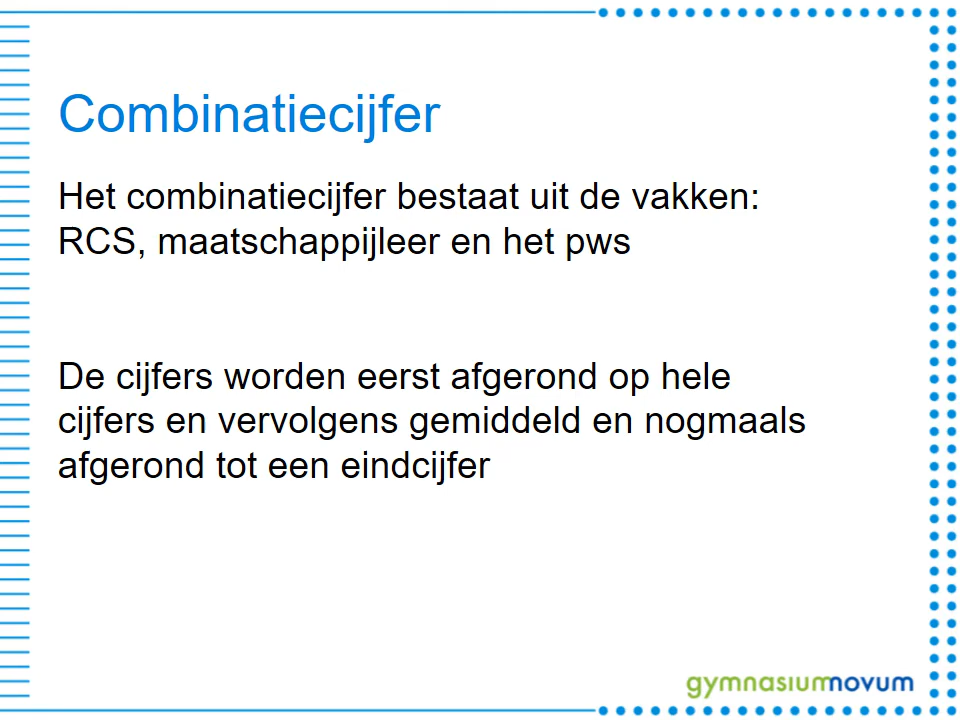 Combinatiecijfer
Het combinatiecijfer bestaat uit de vakken:
RCS, maatschappijleer en het pws
De cijfers worden eerst afgerond op hele
cijfers en vervolgens gemiddeld en nogmaals
afgerond tot een eindcijfer
gymnasiumnovum